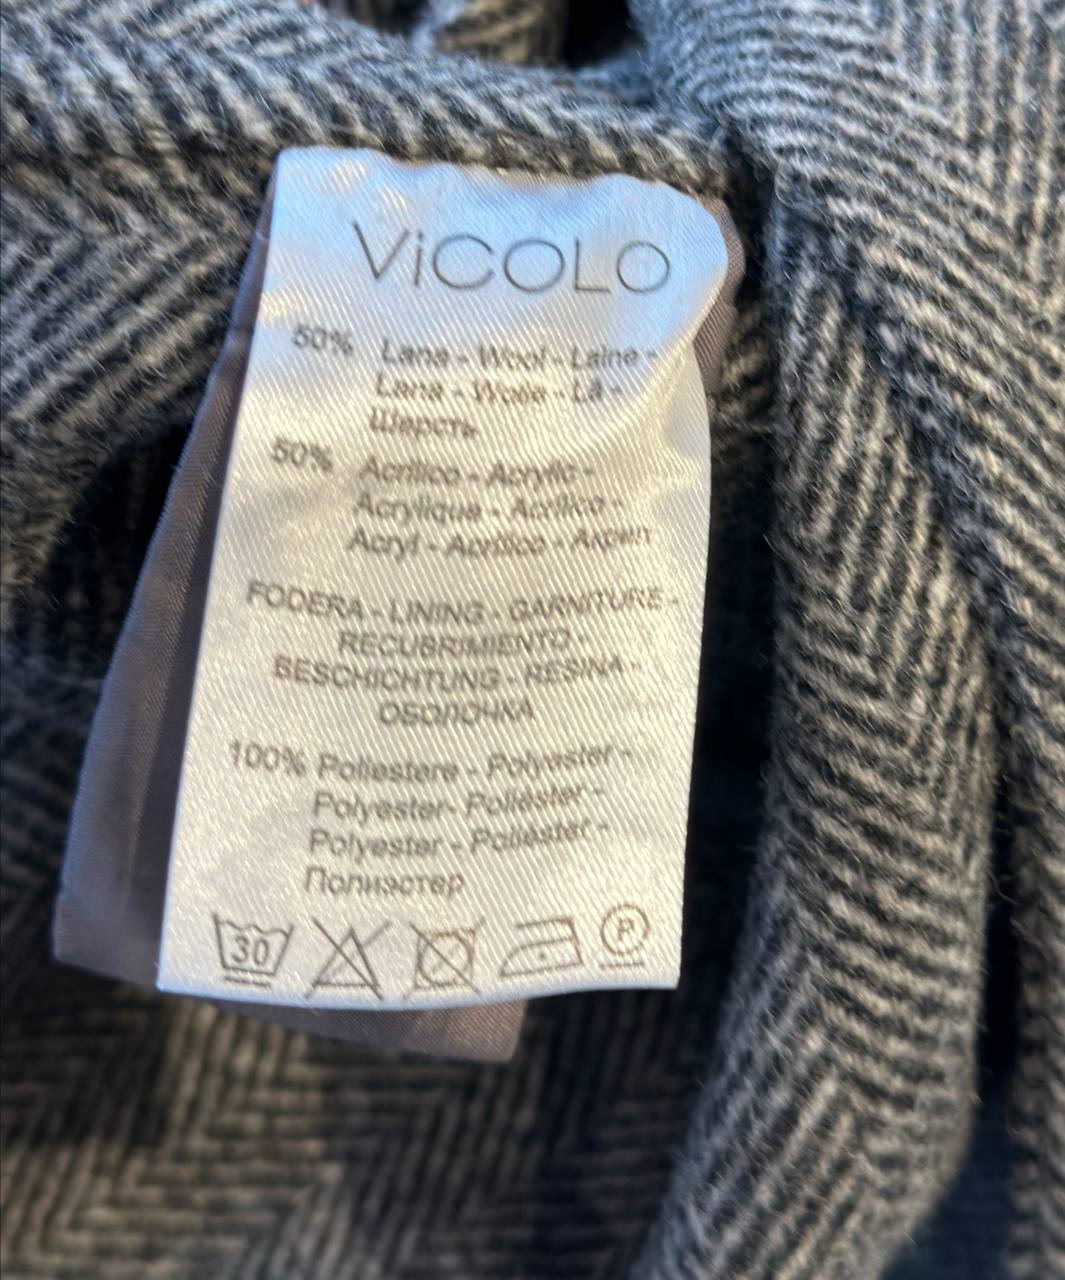 ViCOLO
50% Lana - Wool - Laine -
Lana - Wolle - Lã -
Шерсть
50% Acrilico - Acrylic -
Acrylique - Acrilico -
Acryl - Acrílico - Акрил
FODERA - LINING - GARNITURE -
RECUBRIMIENTO -
BESCHICHTUNG - RESINA -
ОБОЛОЧКА
100% Poliestere - Polyester -
Polyester- Poliéster -
Polyester - Poliester -
Полиэстер
30
P